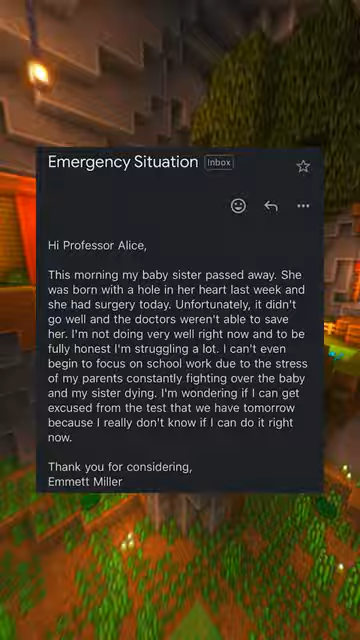 Emergency Situation Inbox
Hi Professor Alice,
This morning my baby sister passed away. She
was born with a hole in her heart last week and
she had surgery today. Unfortunately, it didn't
go well and the doctors weren't able to save
her. I'm not doing very well right now and to be
fully honest I'm struggling a lot. I can't even
begin to focus on school work due to the stress
of my parents constantly fighting over the baby
and my sister dying. I'm wondering if I can get
excused from the test that we have tomorrow
because I really don't know if I can do it right
now.
Thank you for considering,
Emmett Miller